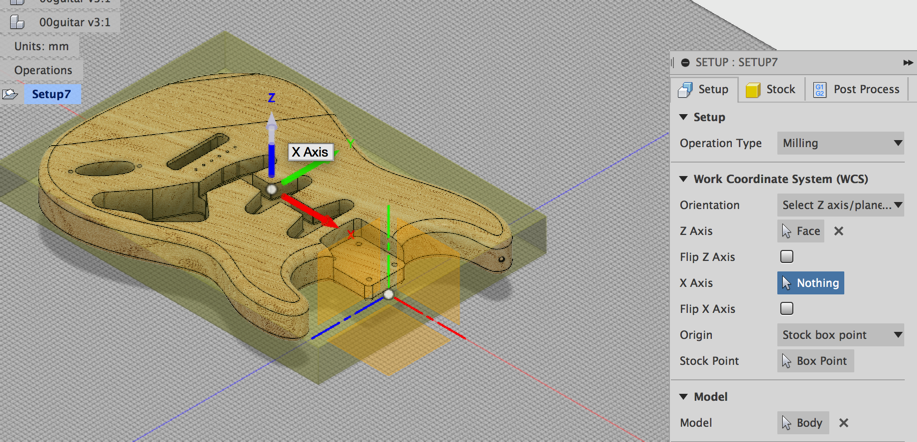 00guitar v3:1
00guitar v3:1
Units: mm
Operations
Setup7
Z
X Axis
Y
X
SETUP : SETUP7
Setup
Stock
G1
G2
Post Process
Setup
Operation Type
Milling
Work Coordinate System (WCS)
Orientation
Select Z axis/plane...
Z Axis
Face
Flip Z Axis
X Axis
Nothing
Flip X Axis
Origin
Stock box point
Stock Point
Box Point
Model
Model
Body